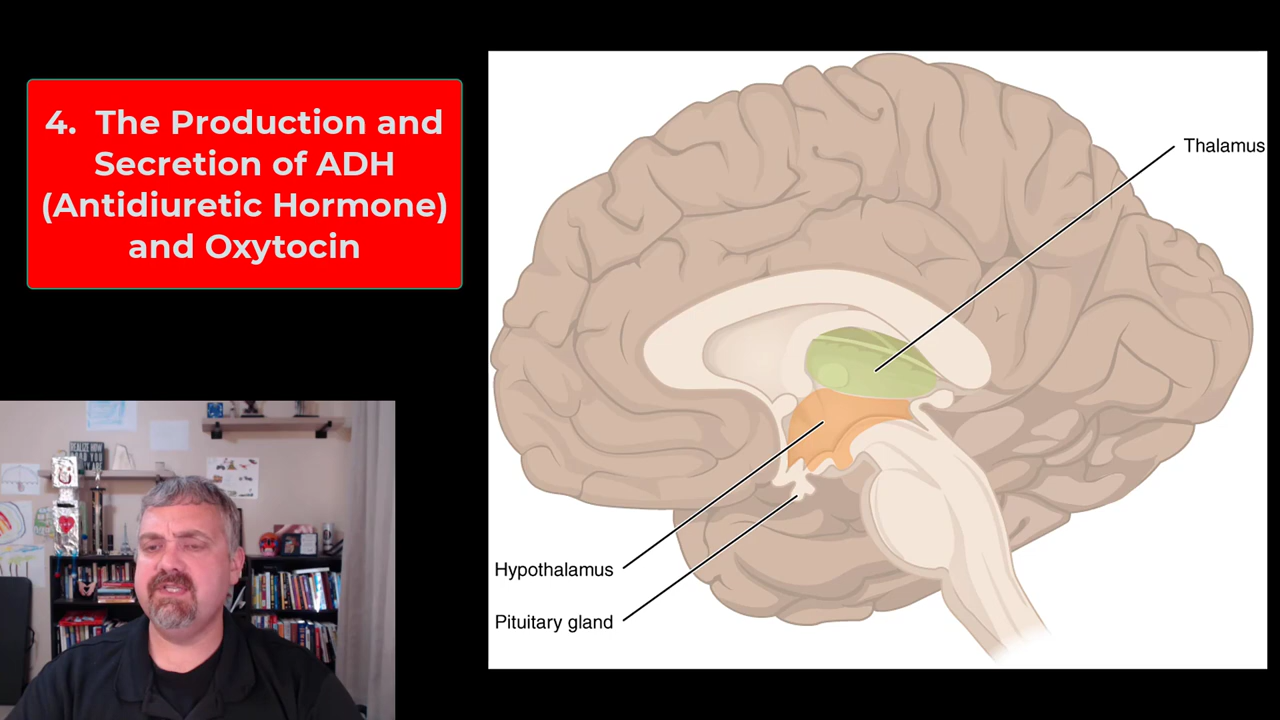 4. The Production and
Secretion of ADH
(Antidiuretic Hormone)
and Oxytocin
Thalamus
Hypothalamus
Pituitary gland